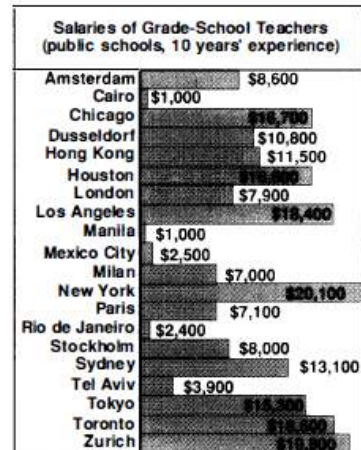 Salaries of Grade-School Teachers
(public schools, 10 years' experience)
Amsterdam $8,600
Cairo $1,000
Chicago $16,700
Dusseldorf $10,800
Hong Kong $11,500
Houston
London $7,900
Los Angeles $18,400
Manila $1,000
Mexico City $2,500
Milan $7,000
New York $20,100
Paris $7,100
Rio de Janeiro $2,400
Stockholm $8,000
Sydney $13,100
Tel Aviv $3,900
Tokyo
Toronto
Zurich